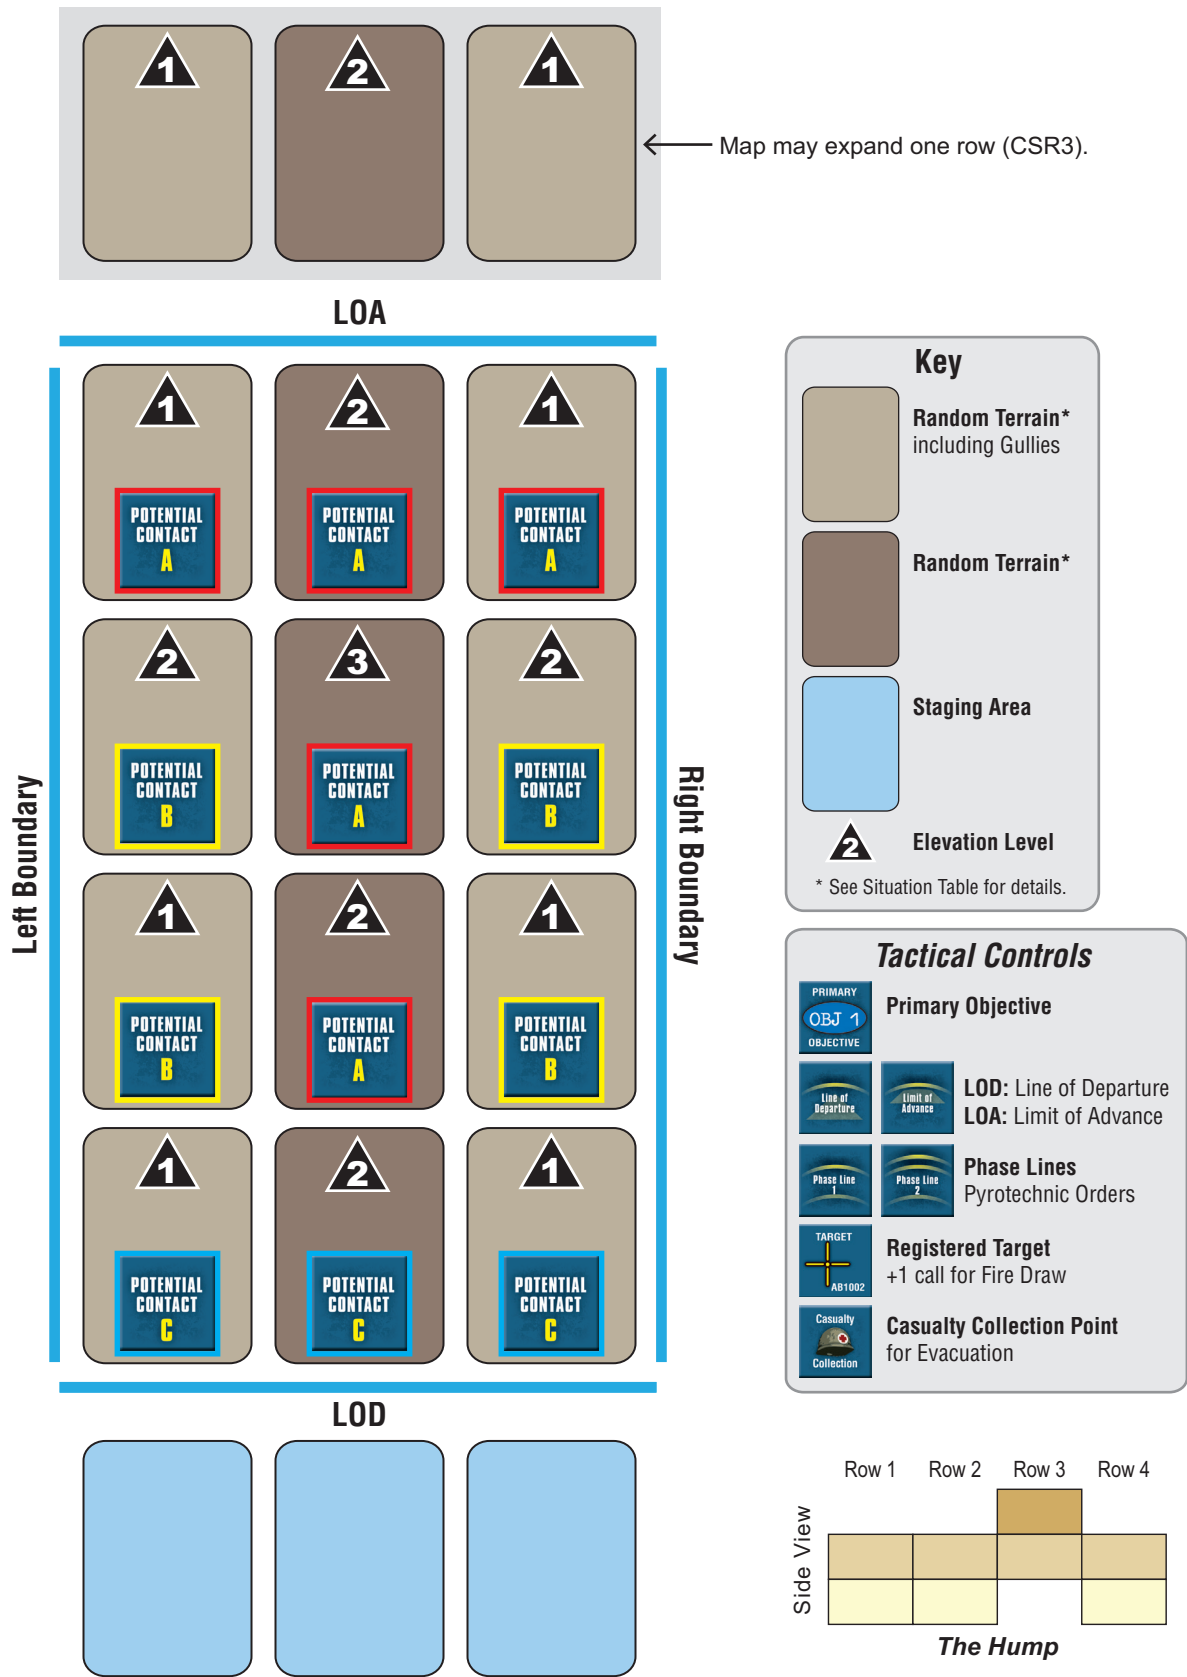 1 2 1
Map may expand one row (CSR3).
LOA
1 2 1
POTENTIAL CONTACT A
POTENTIAL CONTACT A
POTENTIAL CONTACT A
2 3 2
POTENTIAL CONTACT B
POTENTIAL CONTACT A
POTENTIAL CONTACT B
Left Boundary
Right Boundary
1 2 1
POTENTIAL CONTACT B
POTENTIAL CONTACT A
POTENTIAL CONTACT B
1 2 1
POTENTIAL CONTACT C
POTENTIAL CONTACT C
POTENTIAL CONTACT C
LOD
Key
Random Terrain*
including Gullies
Random Terrain*
Staging Area
2 Elevation Level
* See Situation Table for details.
Tactical Controls
PRIMARY
OBJ 1
OBJECTIVE
Primary Objective
Line of
Departure
Limit of
Advance
LOD: Line of Departure
LOA: Limit of Advance
Phase Line
1
Phase Line
2
Phase Lines
Pyrotechnic Orders
TARGET
AB1002
Registered Target
+1 call for Fire Draw
Casualty
Collection
Casualty Collection Point
for Evacuation
Row 1 Row 2 Row 3 Row 4
Side View
The Hump